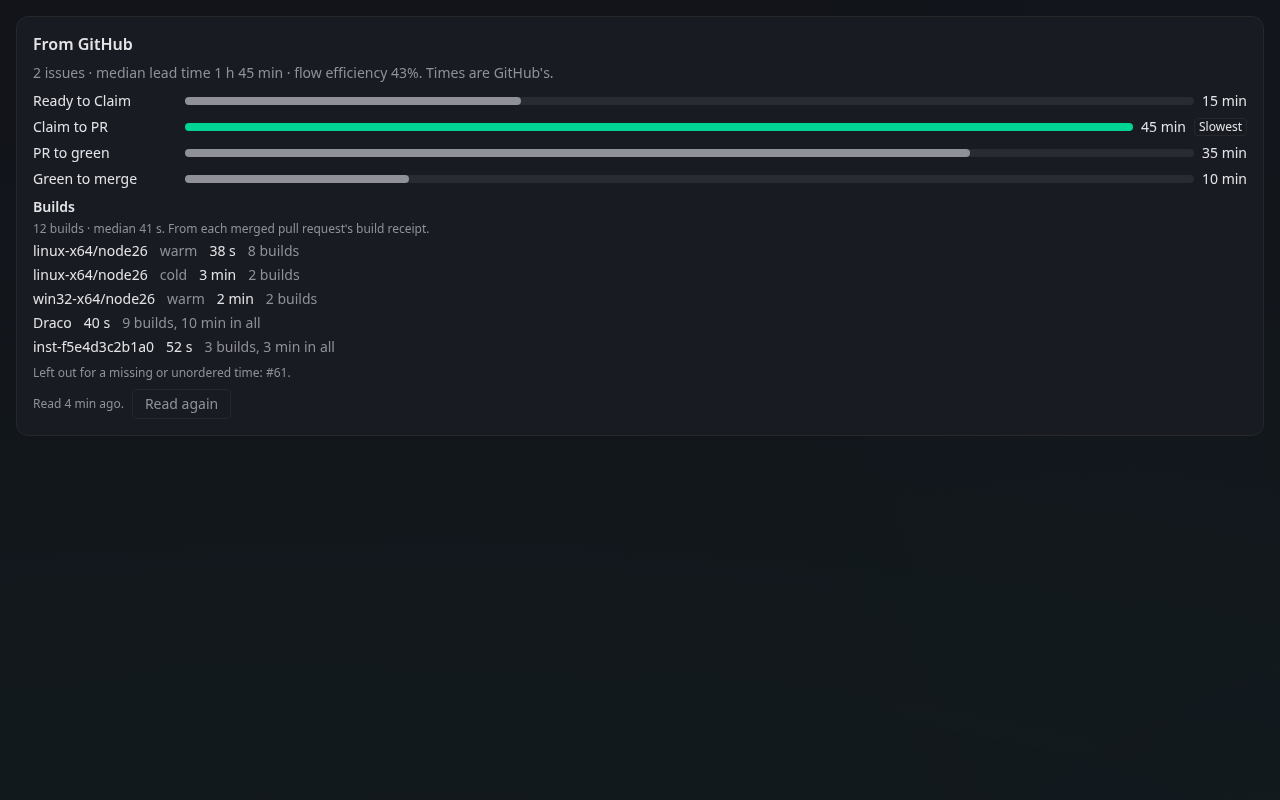 From GitHub
2 issues · median lead time 1 h 45 min · flow efficiency 43%. Times are GitHub's.
Ready to Claim 15 min
Claim to PR 45 min Slowest
PR to green 35 min
Green to merge 10 min
Builds
12 builds · median 41 s. From each merged pull request's build receipt.
linux-x64/node26 warm 38 s 8 builds
linux-x64/node26 cold 3 min 2 builds
win32-x64/node26 warm 2 min 2 builds
Draco 40 s 9 builds, 10 min in all
inst-f5e4d3c2b1a0 52 s 3 builds, 3 min in all
Left out for a missing or unordered time: #61.
Read 4 min ago. Read again